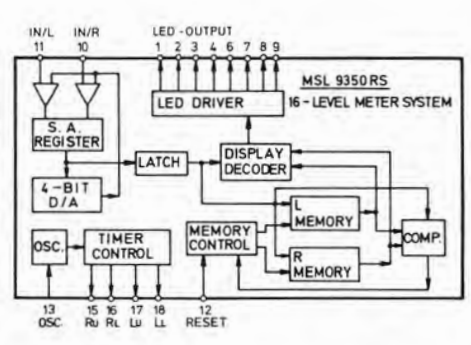 IN/L IN/R LED-OUTPUT
11 10 1 2 3 4 6 7 8 9
MSL 9350RS
16-LEVEL METER SYSTEM
LED DRIVER
S. A.
REGISTER
LATCH
DISPLAY
DECODER
4-BIT
D/A
L
MEMORY
MEMORY
CONTROL
COMP.
OSC.
TIMER
CONTROL
R
MEMORY
13 15 16 17 18 12
OSC. RU RL LU LL RESET